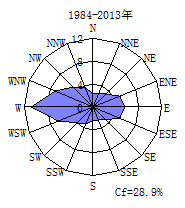 1984-2013年
N
NNW
NNE
12
NW
NE
8
WNW
ENE
4
W
0
E
WSW
ESE
SW
SE
SSW
SSE
S
Cf=28.9%